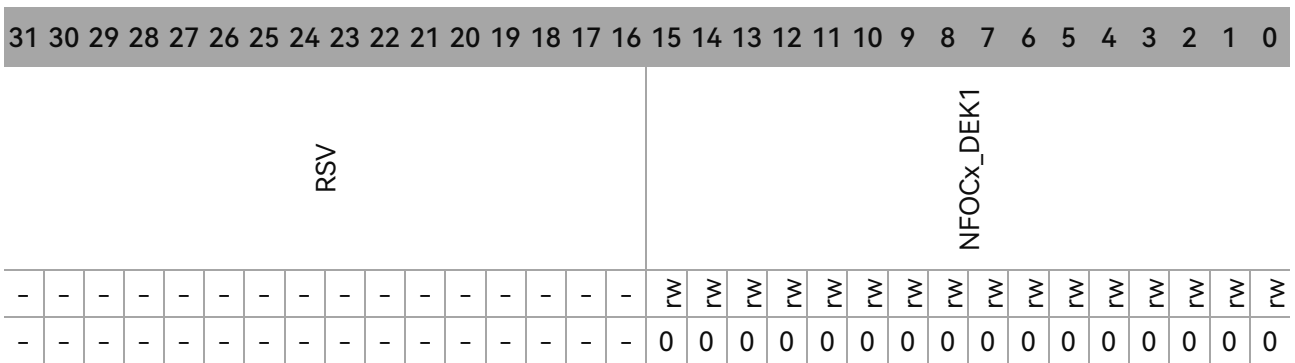 31 30 29 28 27 26 25 24 23 22 21 20 19 18 17 16 15 14 13 12 11 10 9 8 7 6 5 4 3 2 1 0
RSV NFOCx_DEK1
- - - - - - - - - - - - - - - - rw rw rw rw rw rw rw rw rw rw rw rw rw rw rw rw
- - - - - - - - - - - - - - - - 0 0 0 0 0 0 0 0 0 0 0 0 0 0 0 0